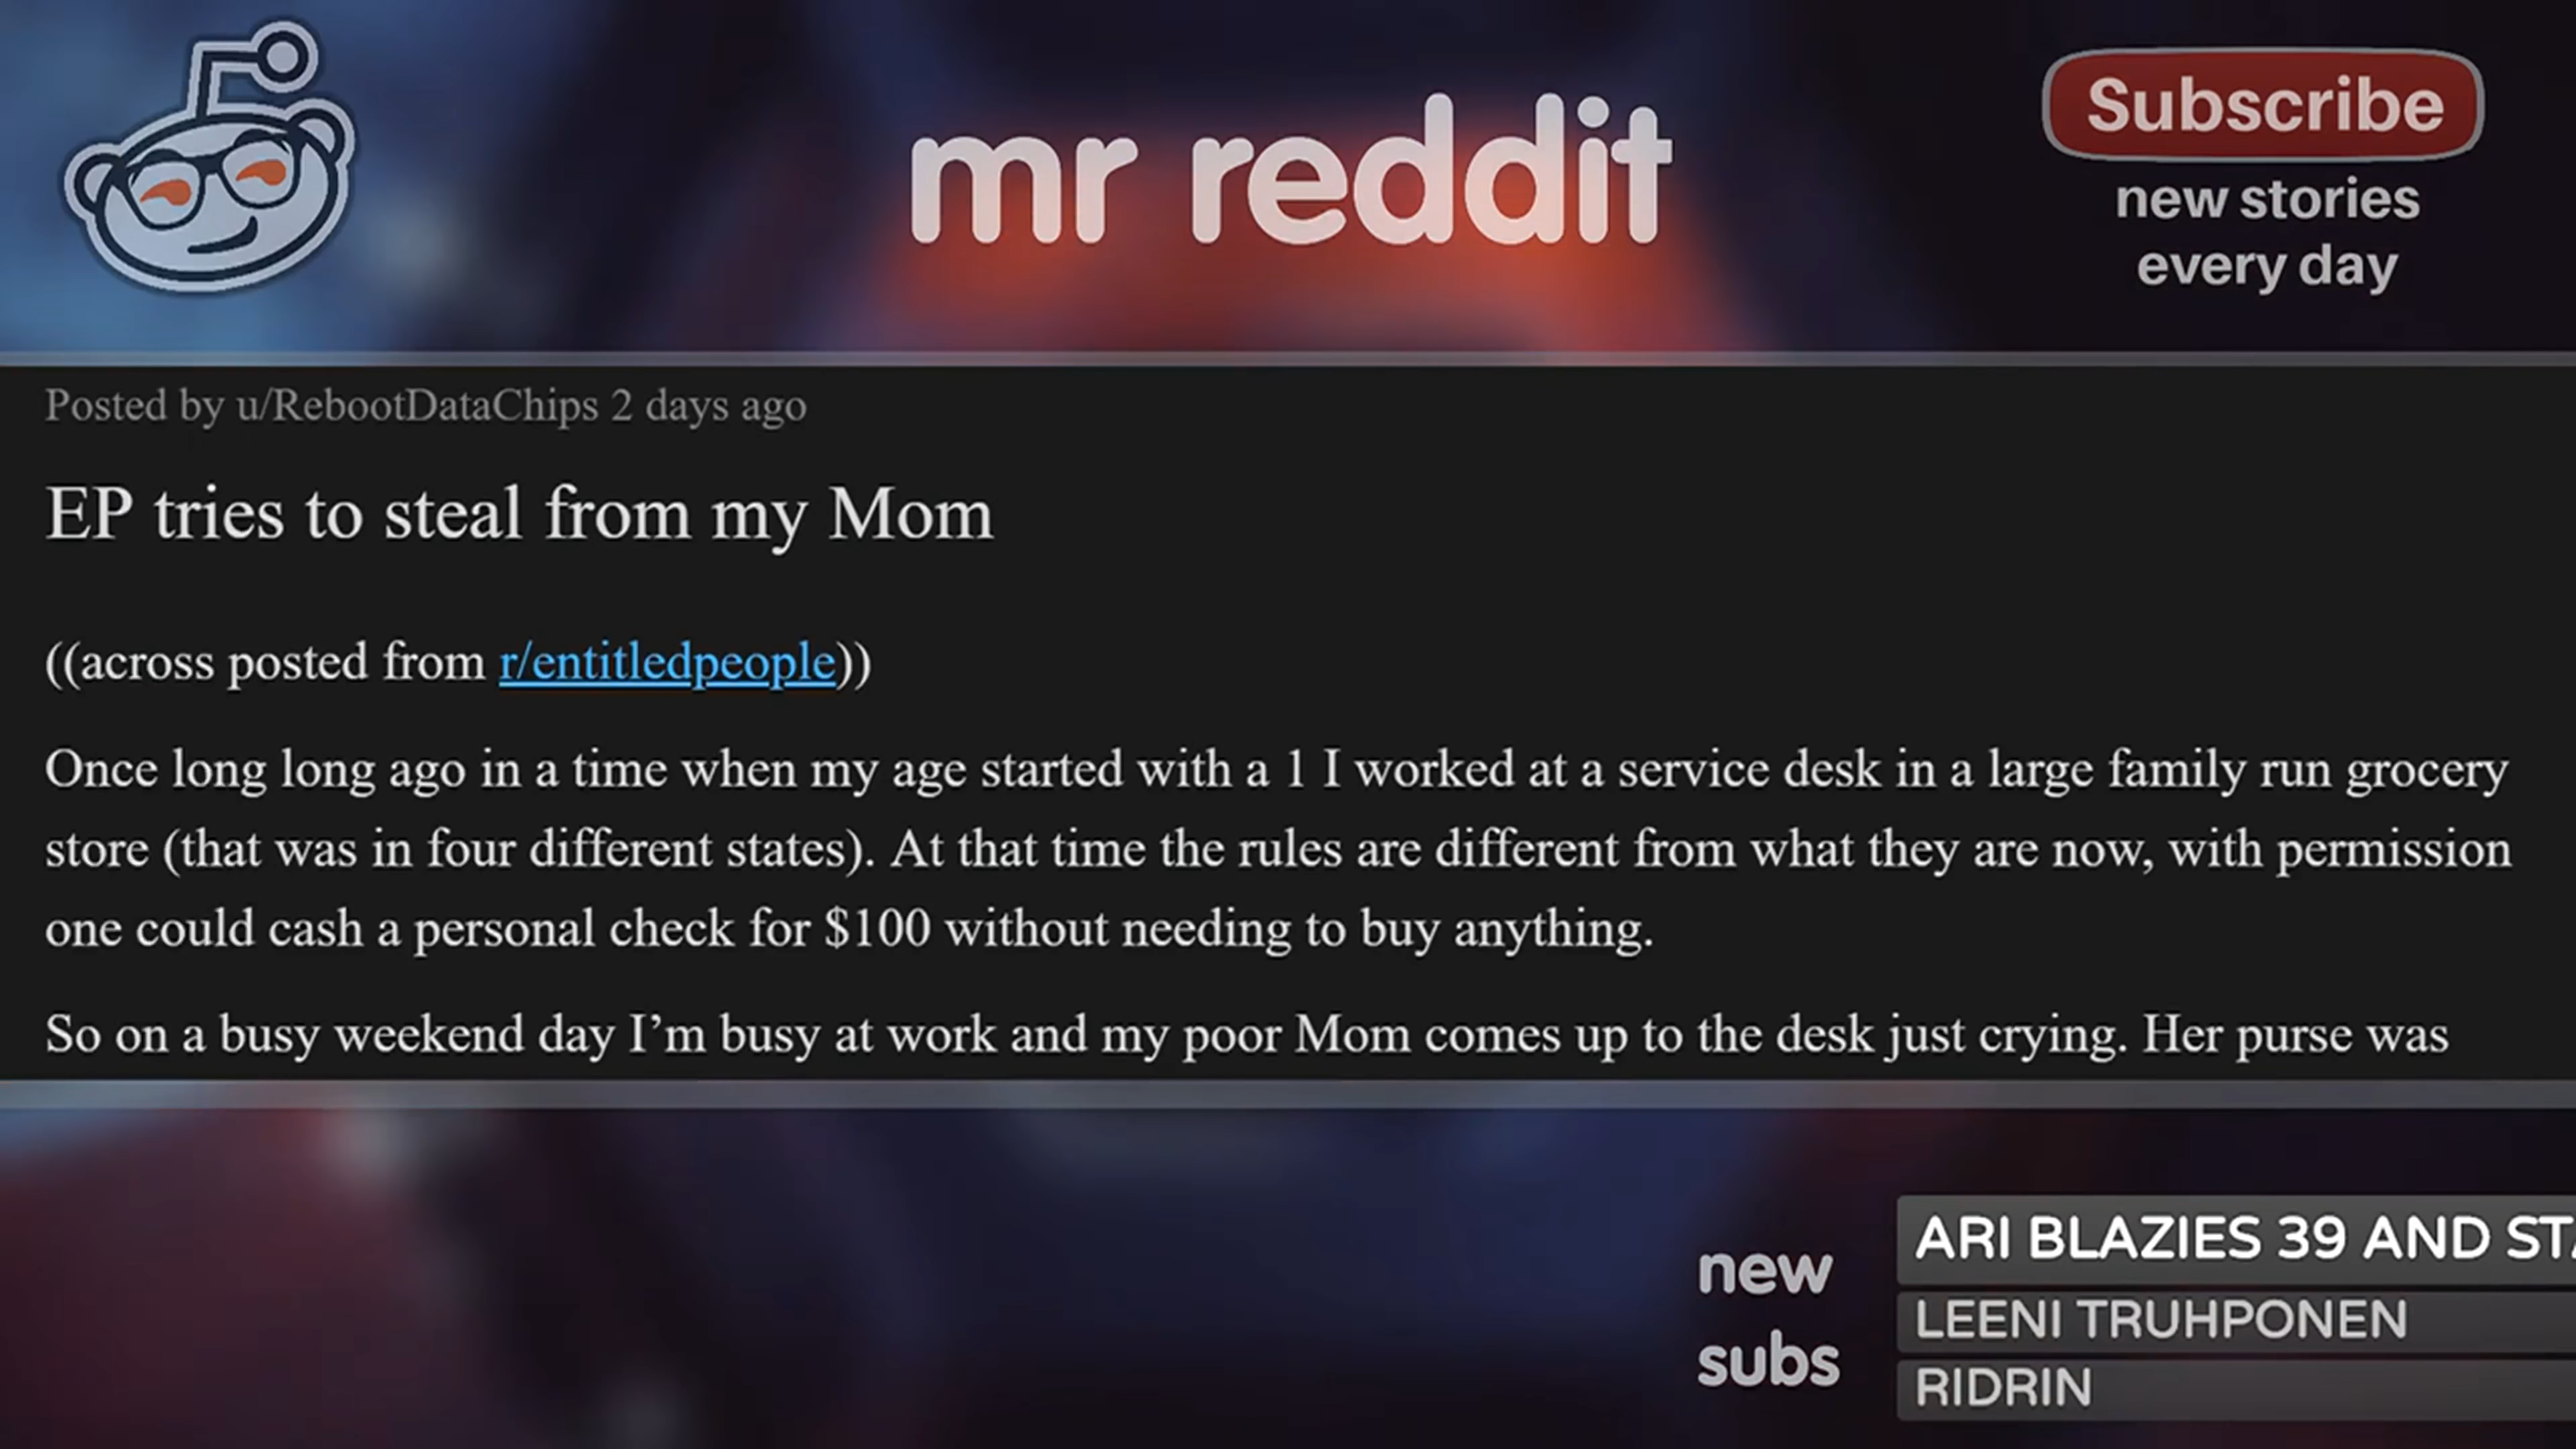 mr reddit
Subscribe
new stories
every day
Posted by u/RebootDataChips 2 days ago
EP tries to steal from my Mom
((across posted from r/entitledpeople))
Once long long ago in a time when my age started with a 1 I worked at a service desk in a large family run grocery
store (that was in four different states). At that time the rules are different from what they are now, with permission
one could cash a personal check for $100 without needing to buy anything.
So on a busy weekend day I’m busy at work and my poor Mom comes up to the desk just crying. Her purse was
new
subs
ARI BLAZIES 39 AND
LEENI TRUHPONEN
RIDRIN